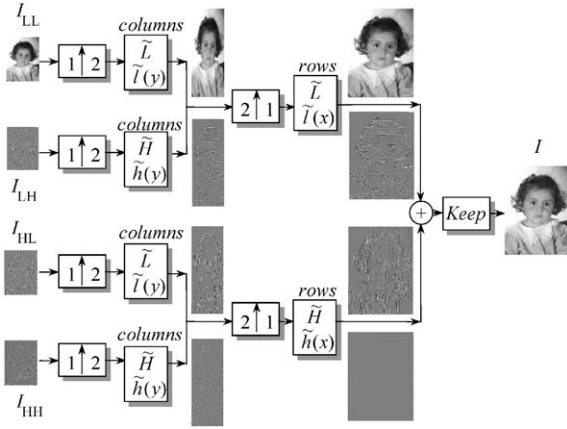 I_LL
columns
1↑2
L̃
l̃(y)
columns
1↑2
H̃
h̃(y)
I_LH
2↑1
rows
L̃
l̃(x)
I_HL
columns
1↑2
L̃
l̃(y)
columns
1↑2
H̃
h̃(y)
I_HH
2↑1
rows
H̃
h̃(x)
+
Keep
I